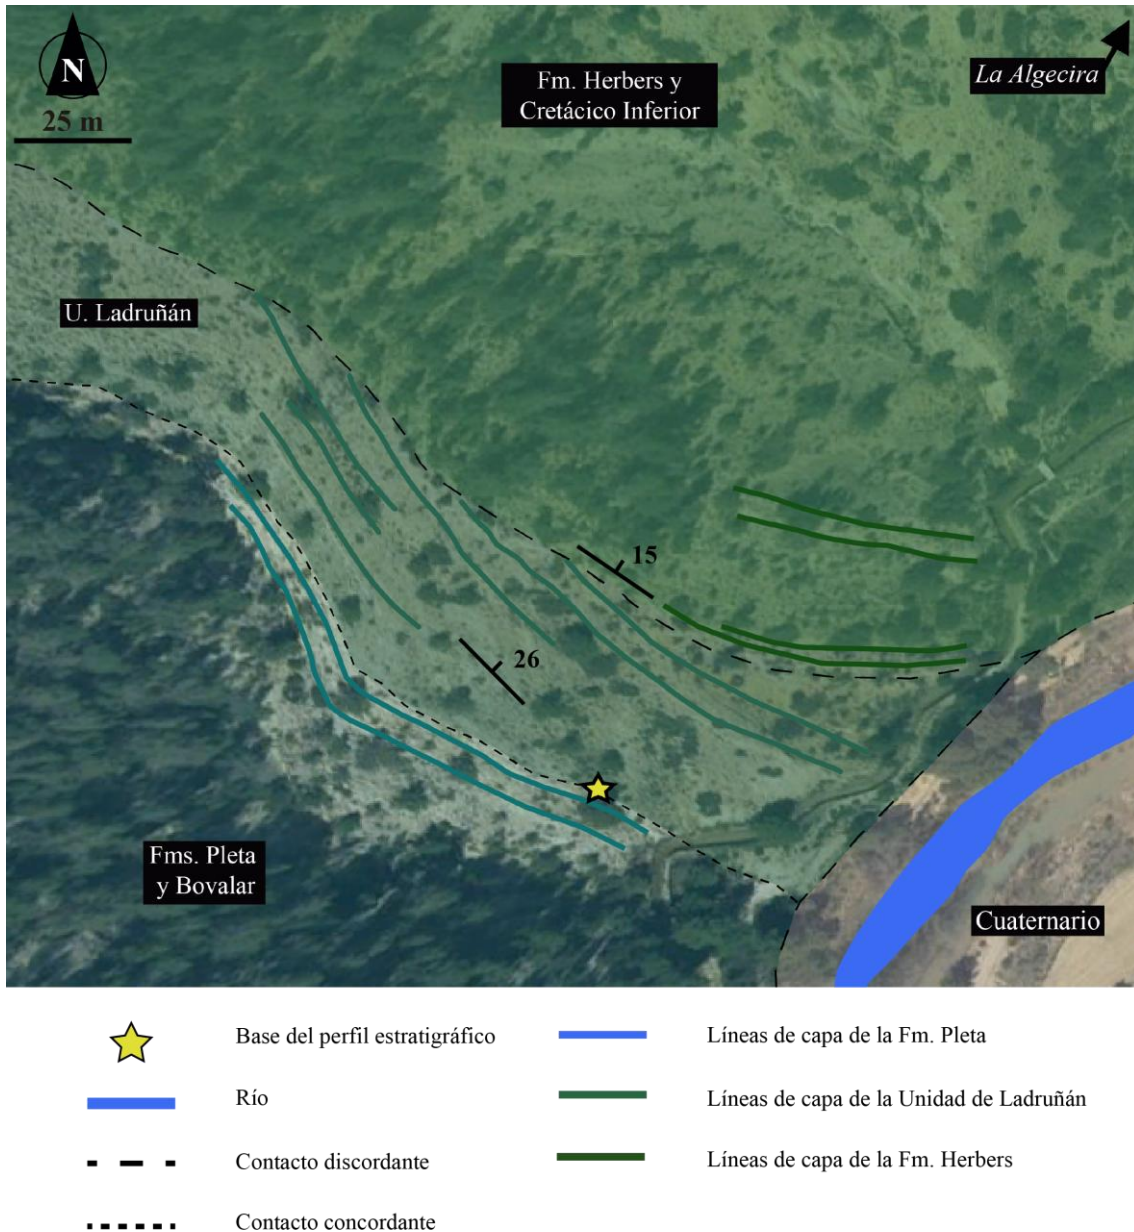 N
25 m
Fm. Herbers y
Cretácico Inferior
La Algecira
U. Ladruñán
15
26
Fms. Pleta
y Bovalar
Cuaternario
Base del perfil estratigráfico
Río
Contacto discordante
Contacto concordante
Líneas de capa de la Fm. Pleta
Líneas de capa de la Unidad de Ladruñán
Líneas de capa de la Fm. Herbers